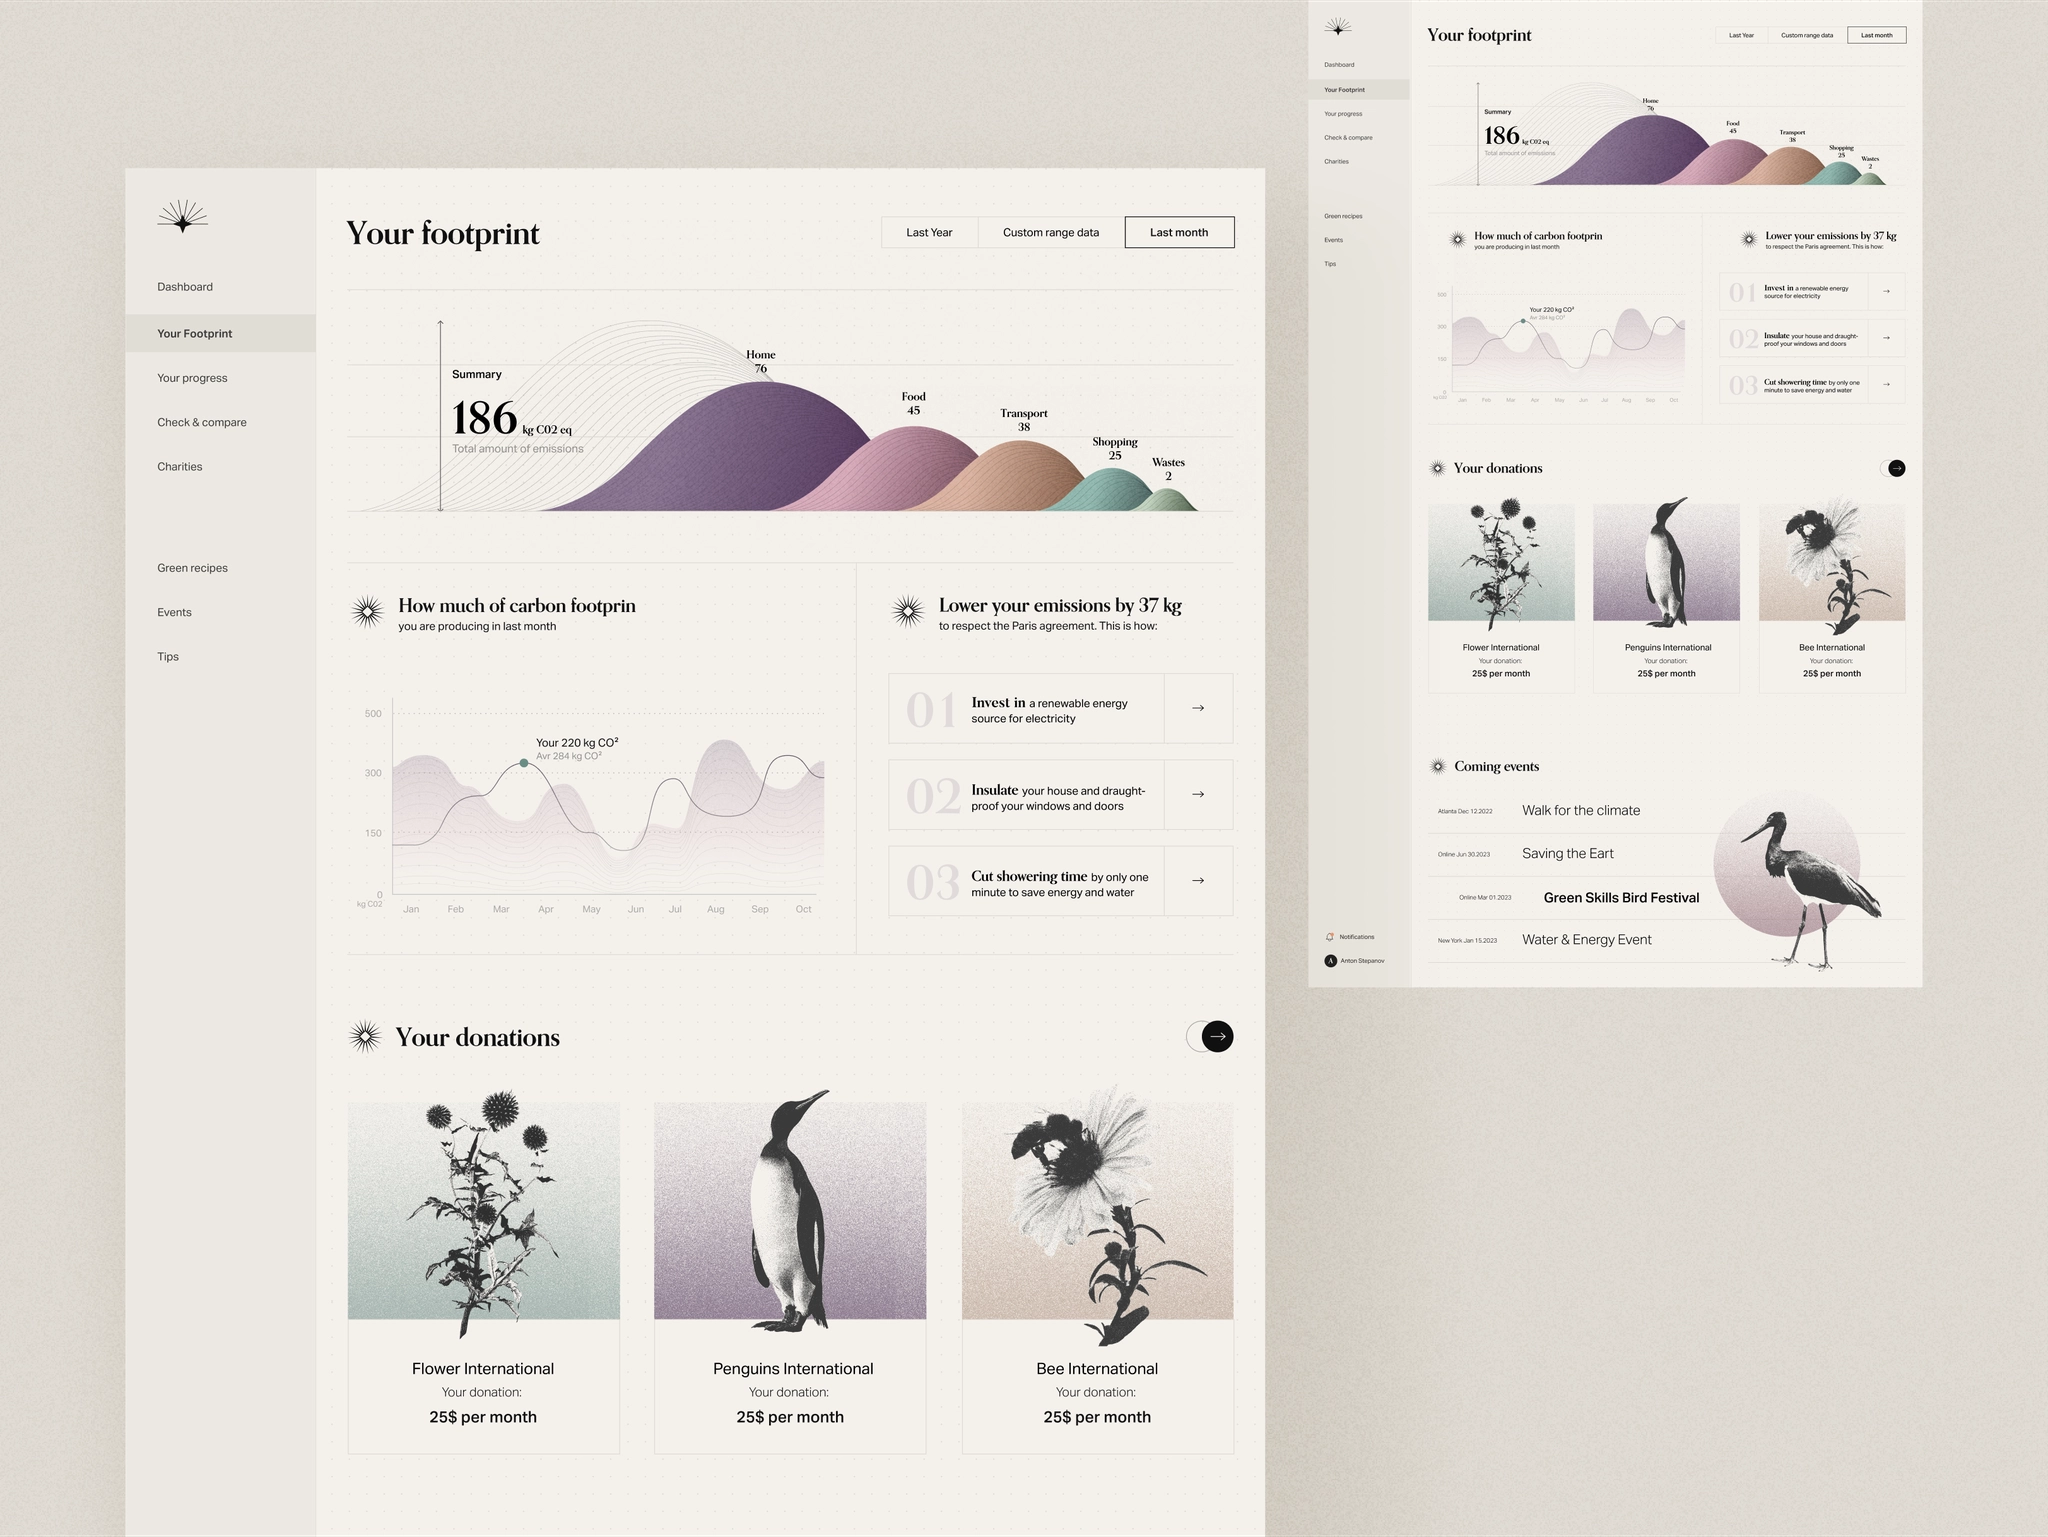 Dashboard
Your Footprint
Your progress
Check & compare
Charities
Green recipes
Events
Tips
Your footprint
Last Year
Custom range data
Last month
Summary
186 kg C02 eq
Total amount of emissions
Home
76
Food
45
Transport
38
Shopping
25
Wastes
2
How much of carbon footprin
you are producing in last month
500
300
150
0
kg C02
Your 220 kg CO²
Avr 284 kg CO²
Jan
Feb
Mar
Apr
May
Jun
Jul
Aug
Sep
Oct
Lower your emissions by 37 kg
to respect the Paris agreement. This is how:
01
Invest in a renewable energy
source for electricity
02
Insulate your house and draught-
proof your windows and doors
03
Cut showering time by only one
minute to save energy and water
Your donations
Flower International
Your donation:
25$ per month
Penguins International
Your donation:
25$ per month
Bee International
Your donation:
25$ per month
Dashboard
Your Footprint
Your progress
Check & compare
Charities
Green recipes
Events
Tips
Notifications
A
Anton Stepanov
Your footprint
Last Year
Custom range data
Last month
Summary
186 kg C02 eq
Total amount of emissions
Home
76
Food
45
Transport
38
Shopping
25
Wastes
2
How much of carbon footprin
you are producing in last month
500
300
150
0
kg C02
Your 220 kg CO²
Avr 284 kg CO²
Jan
Feb
Mar
Apr
May
Jun
Jul
Aug
Sep
Oct
Lower your emissions by 37 kg
to respect the Paris agreement. This is how:
01
Invest in a renewable energy
source for electricity
02
Insulate your house and draught-
proof your windows and doors
03
Cut showering time by only one
minute to save energy and water
Your donations
Flower International
Your donation:
25$ per month
Penguins International
Your donation:
25$ per month
Bee International
Your donation:
25$ per month
Coming events
Atlanta Dec 12.2022
Walk for the climate
Online Jun 30.2023
Saving the Eart
Online Mar 01.2023
Green Skills Bird Festival
New York Jan 15.2023
Water & Energy Event